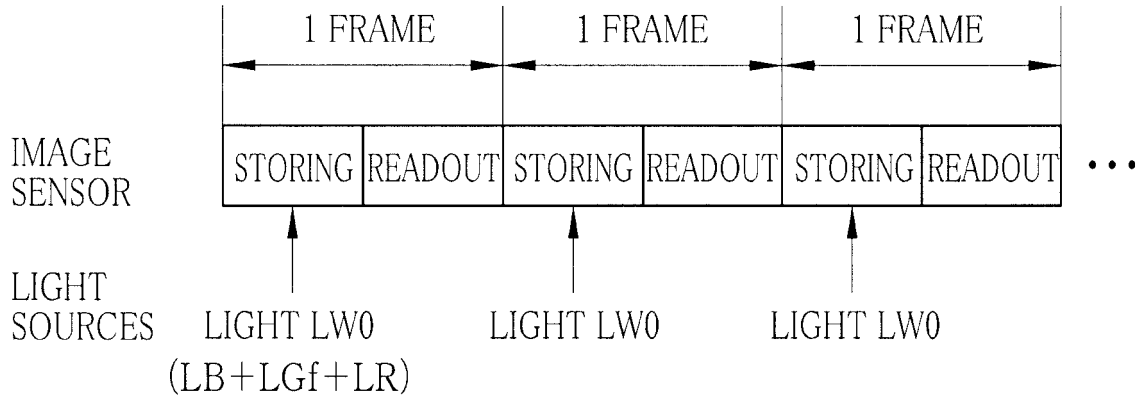 1 FRAME 1 FRAME 1 FRAME
IMAGE SENSOR STORING READOUT STORING READOUT STORING READOUT •••
LIGHT SOURCES LIGHT LW0 LIGHT LW0 LIGHT LW0
(LB+LGf+LR)